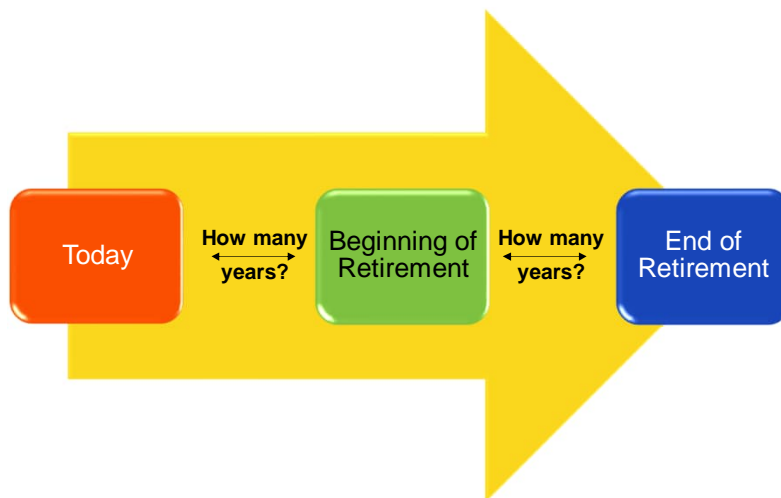 Today
How many
years?
Beginning of
Retirement
How many
years?
End of
Retirement